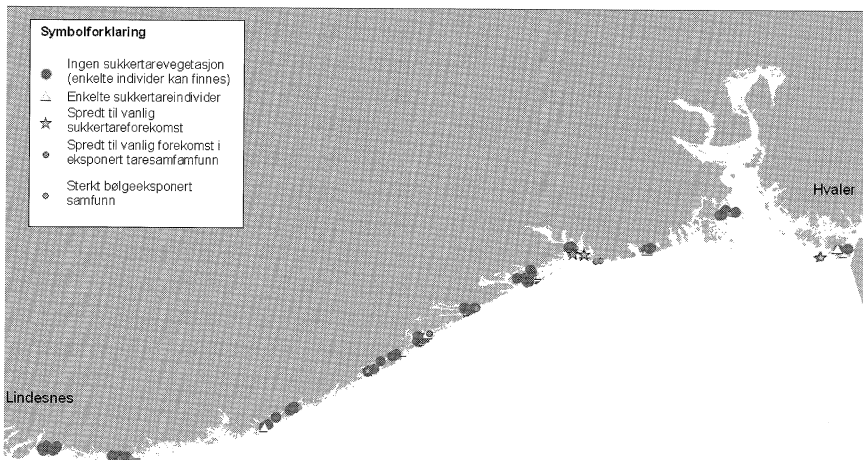 Symbolforklaring
Ingen sukkertarevegetasjon
(enkelte individer kan finnes)
Enkelte sukkertareindivider
Spredt til vanlig
sukkertareforekomst
Spredt til vanlig forekomst i
eksponert taresamfamfunn
Sterkt bølgeeksponert
samfunn
Hvaler
Lindesnes